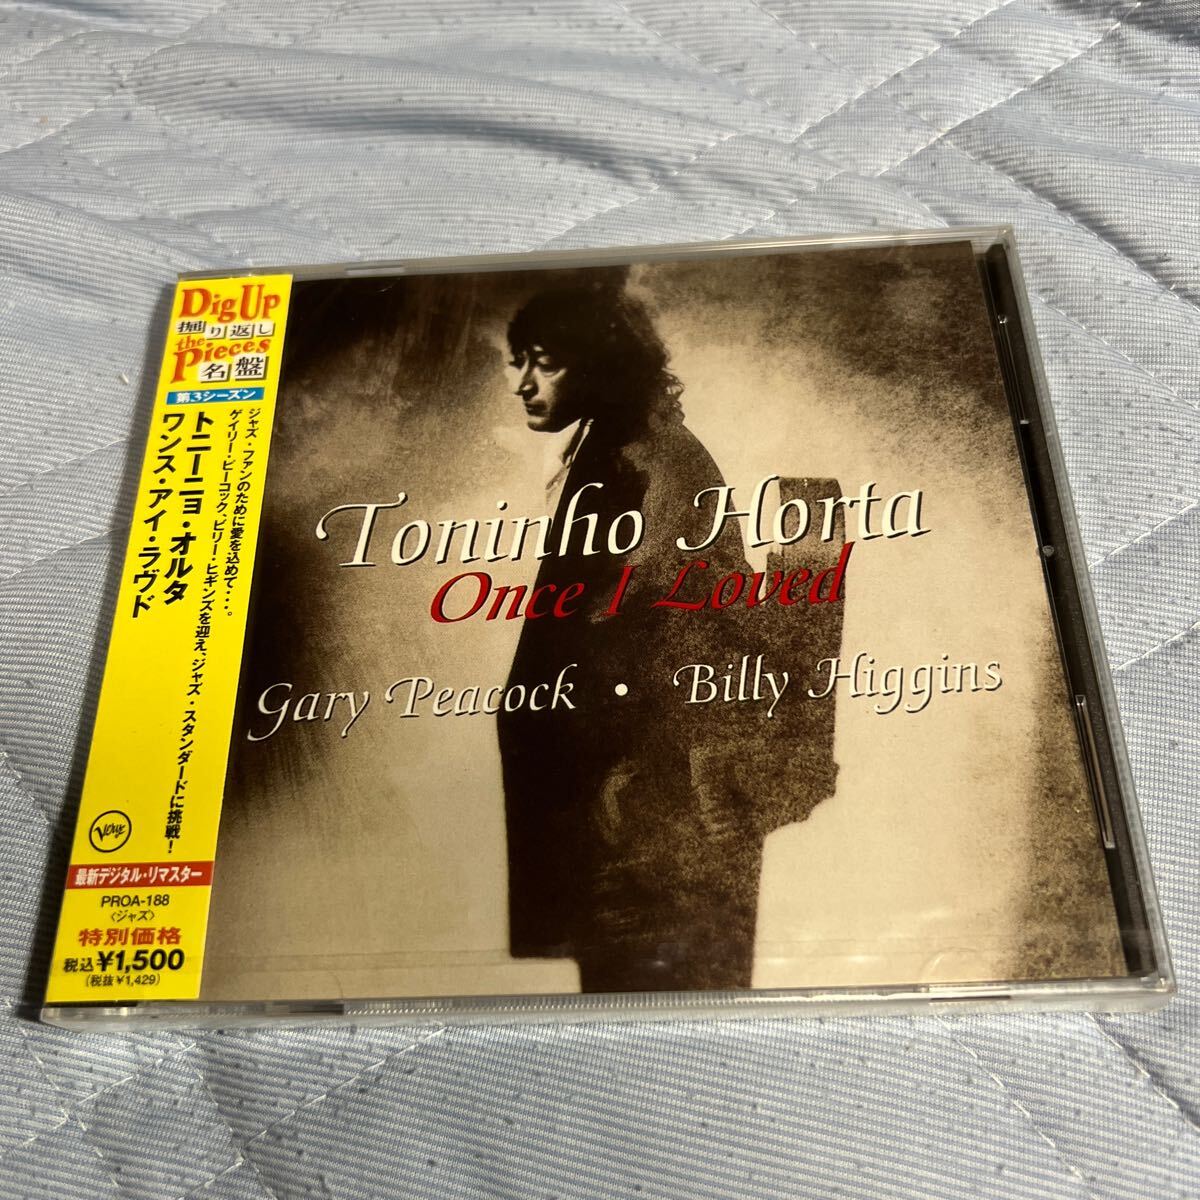 Dig Up
掘り返し
the
Pieces
名盤
第3シーズン
ジャズ・ファンのために愛を込めて・・・。
ゲイリー・ピーコック、ビリー・ヒギンズを迎え、ジャズ・スタンダードに挑戦!
トニーニョ・オルタ
ワンス・アイ・ラヴド
Verve
最新デジタル・リマスター
PROA-188
〈ジャズ〉
特別価格
税込¥1,500
(税抜¥1,429)
Toninho Horta
Once I Loved
Gary Peacock • Billy Higgins